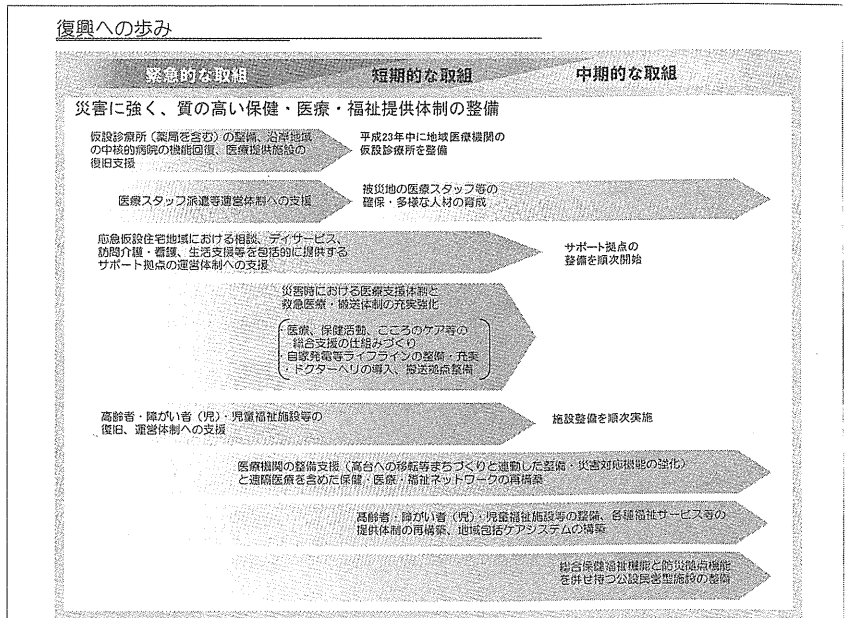 復興への歩み
緊急的な取組
短期的な取組
中期的な取組
災害に強く、質の高い保健・医療・福祉提供体制の整備
仮設診療所（薬局を含む）の整備、沿岸地域
の中核的病院の機能回復、医療提供施設の
復旧支援
平成23年中に地域医療機関の
仮設診療所を整備
医療スタッフ派遣等運営体制への支援
被災地の医療スタッフ等の
確保・多様な人材の育成
応急仮設住宅地域における相談、デイサービス、
訪問介護・看護、生活支援等を包括的に提供する
サポート拠点の運営体制への支援
サポート拠点の
整備を順次開始
災害時における医療支援体制と
救急医療・搬送体制の充実強化
・医療、保健活動、こころのケア等の
総合支援の仕組みづくり
・自家発電等ライフラインの整備・充実
・ドクターヘリの導入、搬送拠点整備
高齢者・障がい者（児）・児童福祉施設等の
復旧、運営体制への支援
施設整備を順次実施
医療機関の整備支援（高台への移転等まちづくりと連動した整備・災害対応機能の強化）
と遠隔医療を含めた保健・医療・福祉ネットワークの再構築
高齢者・障がい者（児）・児童福祉施設等の整備、各種福祉サービス等の
提供体制の再構築、地域包括ケアシステムの構築
総合保健福祉機能と防災拠点機能
を併せ持つ公設民営型施設の整備